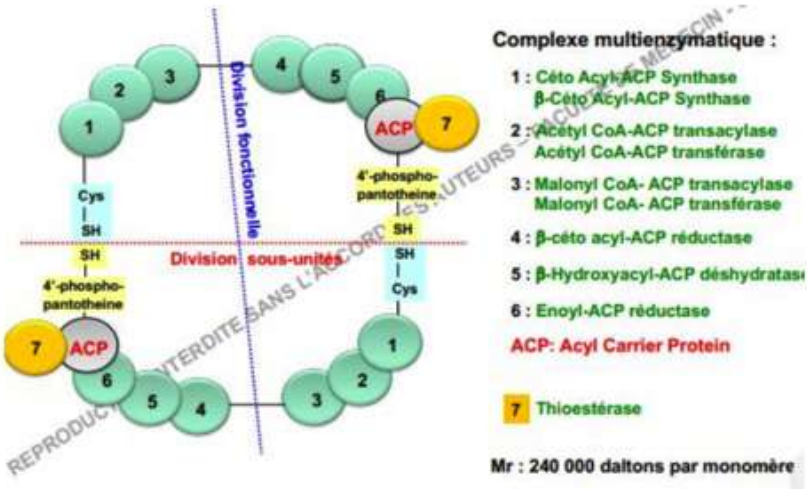 Complexe multienzymatique :
1 : Céto Acyl-ACP Synthase
β-Céto Acyl-ACP Synthase
2 : Acétyl CoA-ACP transacylase
Acétyl CoA-ACP transférase
3 : Malonyl CoA- ACP transacylase
Malonyl CoA- ACP transférase
4 : β-céto acyl-ACP réductase
5 : β-Hydroxyacyl-ACP déshydratase
6 : Enoyl-ACP réductase
ACP: Acyl Carrier Protein
7 Thioestérase
Mr : 240 000 daltons par monomère
1
2
3
4
5
6
ACP
7
Cys
SH
4'-phospho-
pantotheine
SH
Division fonctionnelle
Division sous-unités
SH
4'-phospho-
pantotheine
SH
Cys
7
ACP
6
5
4
3
2
1
REPRODUCTION INTERDITE SANS L'ACCORD DES AUTEURS - FACULTE DE MEDECIN -